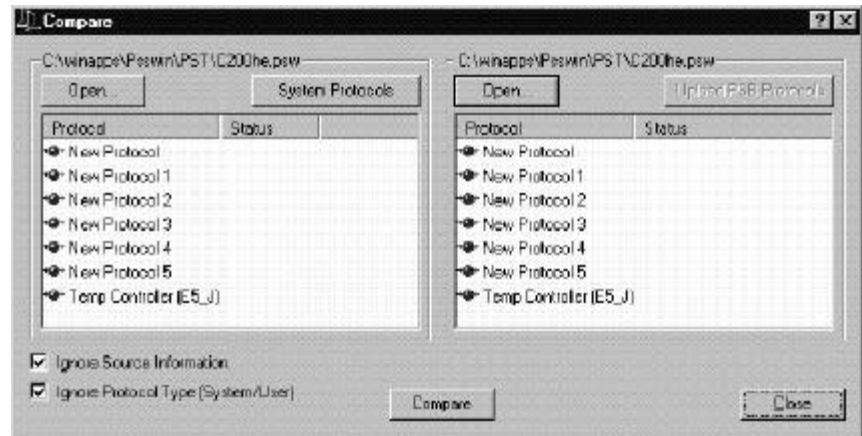 Compare
C:\winapps\Psswin\PST\C200he.psw
Open...
System Protocols
Protocol Status
New Protocol
New Protocol 1
New Protocol 2
New Protocol 3
New Protocol 4
New Protocol 5
Temp Controller (E5_J)
C:\winapps\Psswin\PST\C200he.psw
Open...
Upload PSB Protocols
Protocol Status
New Protocol
New Protocol 1
New Protocol 2
New Protocol 3
New Protocol 4
New Protocol 5
Temp Controller (E5_J)
Ignore Source Information
Ignore Protocol Type (System/User)
Compare
Close